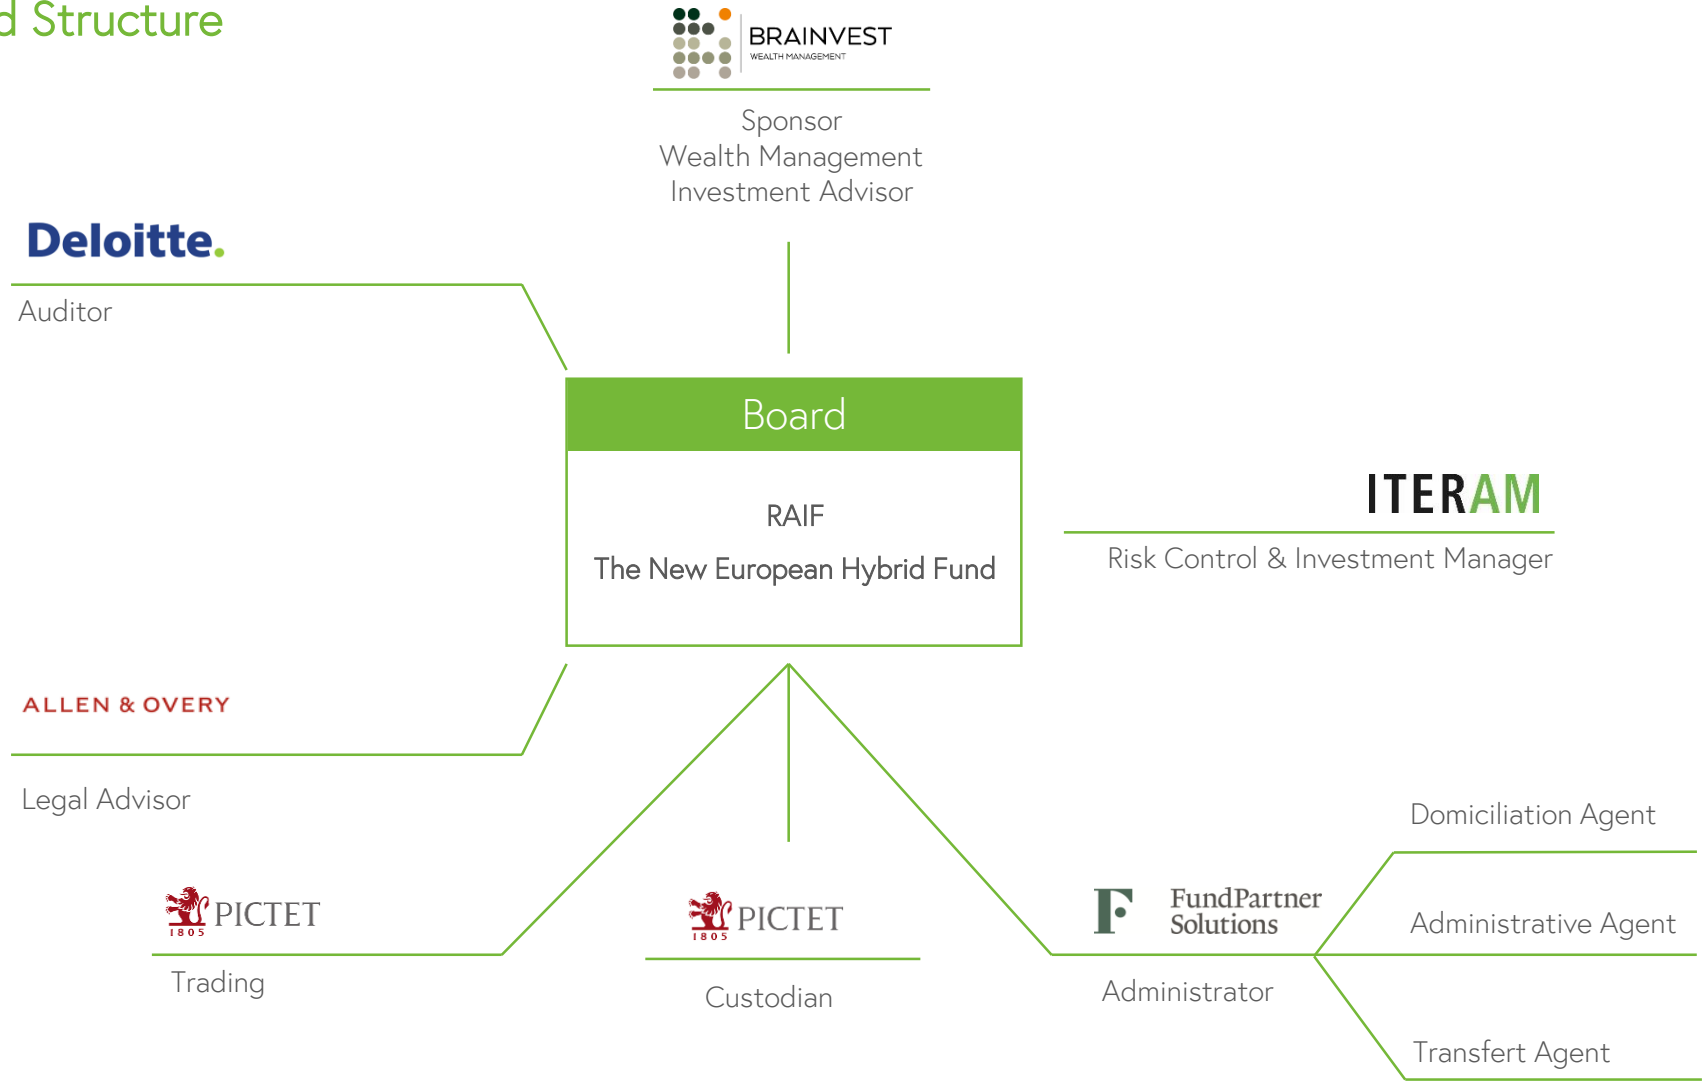 d Structure
BRAINVEST
WEALTH MANAGEMENT
Sponsor
Wealth Management
Investment Advisor
Deloitte.
Auditor
Board
RAIF
The New European Hybrid Fund
ITERAM
Risk Control & Investment Manager
ALLEN & OVERY
Legal Advisor
PICTET
1805
Trading
PICTET
1805
Custodian
F
FundPartner
Solutions
Administrator
Domiciliation Agent
Administrative Agent
Transfert Agent